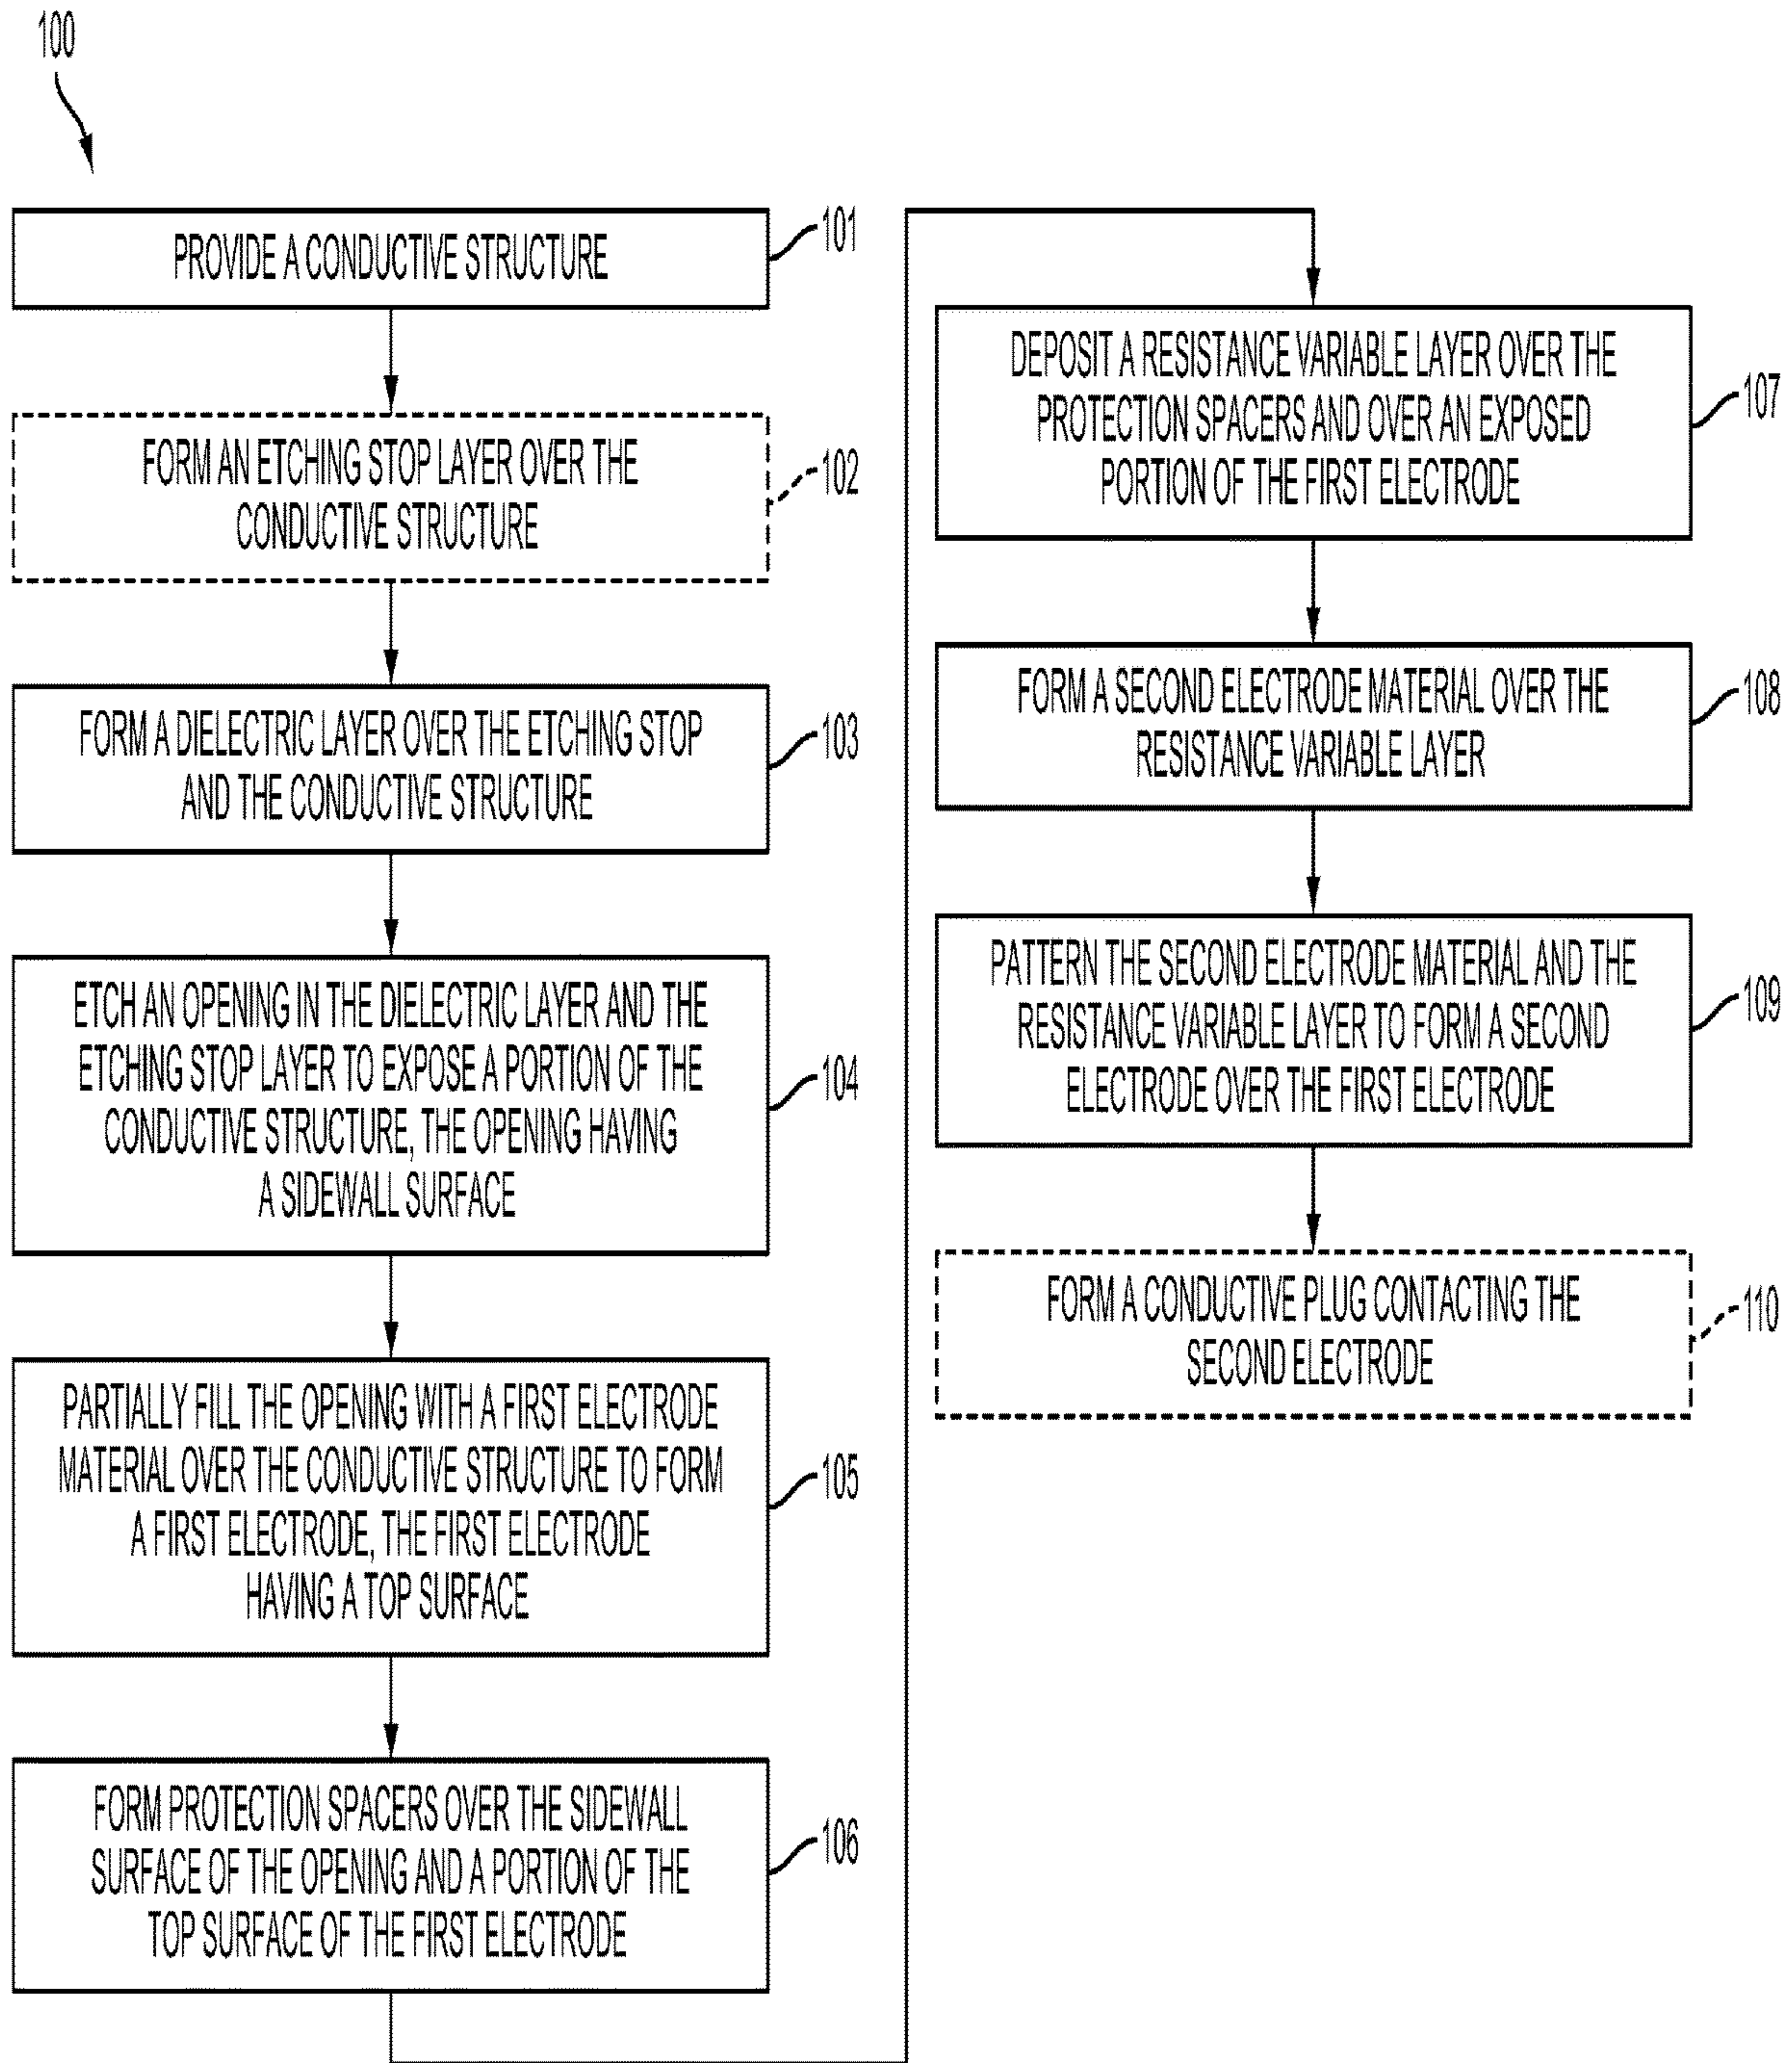 100
PROVIDE A CONDUCTIVE STRUCTURE
101
FORM AN ETCHING STOP LAYER OVER THE
CONDUCTIVE STRUCTURE
102
FORM A DIELECTRIC LAYER OVER THE ETCHING STOP
AND THE CONDUCTIVE STRUCTURE
103
ETCH AN OPENING IN THE DIELECTRIC LAYER AND THE
ETCHING STOP LAYER TO EXPOSE A PORTION OF THE
CONDUCTIVE STRUCTURE, THE OPENING HAVING
A SIDEWALL SURFACE
104
PARTIALLY FILL THE OPENING WITH A FIRST ELECTRODE
MATERIAL OVER THE CONDUCTIVE STRUCTURE TO FORM
A FIRST ELECTRODE, THE FIRST ELECTRODE
HAVING A TOP SURFACE
105
FORM PROTECTION SPACERS OVER THE SIDEWALL
SURFACE OF THE OPENING AND A PORTION OF THE
TOP SURFACE OF THE FIRST ELECTRODE
106
DEPOSIT A RESISTANCE VARIABLE LAYER OVER THE
PROTECTION SPACERS AND OVER AN EXPOSED
PORTION OF THE FIRST ELECTRODE
107
FORM A SECOND ELECTRODE MATERIAL OVER THE
RESISTANCE VARIABLE LAYER
108
PATTERN THE SECOND ELECTRODE MATERIAL AND THE
RESISTANCE VARIABLE LAYER TO FORM A SECOND
ELECTRODE OVER THE FIRST ELECTRODE
109
FORM A CONDUCTIVE PLUG CONTACTING THE
SECOND ELECTRODE
110